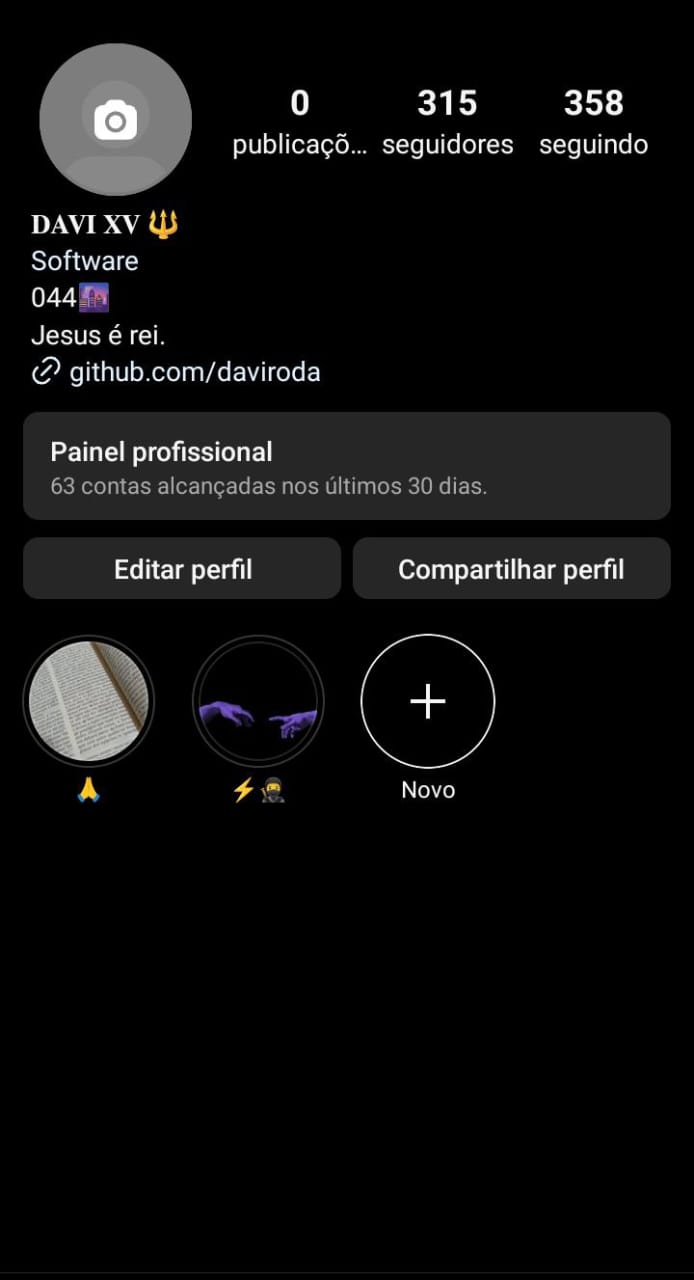 0 315 358
publicaçõ... seguidores seguindo
DAVI XV 🔱
Software
044🌆
Jesus é rei.
github.com/daviroda
Painel profissional
63 contas alcançadas nos últimos 30 dias.
Editar perfil Compartilhar perfil
🙏 ⚡🥷 Novo